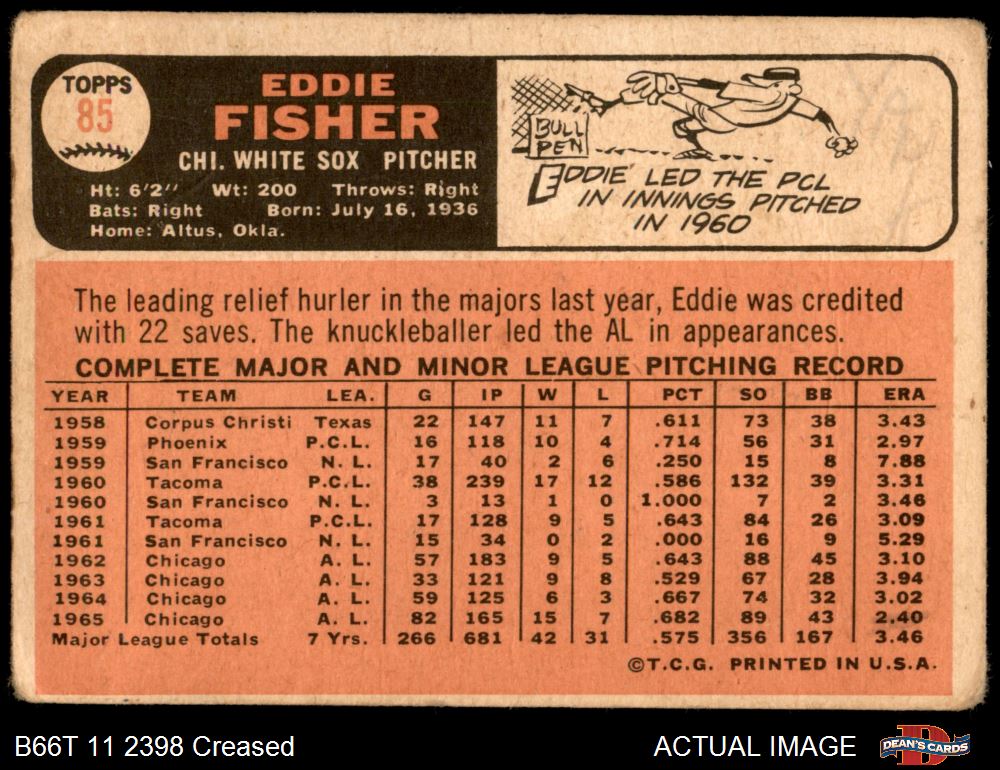 TOPPS
85
EDDIE
FISHER
CHI. WHITE SOX PITCHER
Ht: 6'2" Wt: 200 Throws: Right
Bats: Right Born: July 16, 1936
Home: Altus, Okla.
BULL
PEN
EDDIE LED THE PCL
IN INNINGS PITCHED
IN 1960
The leading relief hurler in the majors last year, Eddie was credited
with 22 saves. The knuckleballer led the AL in appearances.
COMPLETE MAJOR AND MINOR LEAGUE PITCHING RECORD
YEAR TEAM LEA. G IP W L PCT SO BB ERA
1958 Corpus Christi Texas 22 147 11 7 .611 73 38 3.43
1959 Phoenix P.C.L. 16 118 10 4 .714 56 31 2.97
1959 San Francisco N. L. 17 40 2 6 .250 15 8 7.88
1960 Tacoma P.C.L. 38 239 17 12 .586 132 39 3.31
1960 San Francisco N. L. 3 13 1 0 1.000 7 2 3.46
1961 Tacoma P.C.L. 17 128 9 5 .643 84 26 3.09
1961 San Francisco N. L. 15 34 0 2 .000 16 9 5.29
1962 Chicago A. L. 57 183 9 5 .643 88 45 3.10
1963 Chicago A. L. 33 121 9 8 .529 67 28 3.94
1964 Chicago A. L. 59 125 6 3 .667 74 32 3.02
1965 Chicago A. L. 82 165 15 7 .682 89 43 2.40
Major League Totals 7 Yrs. 266 681 42 31 .575 356 167 3.46
©T.C.G. PRINTED IN U.S.A.
B66T 11 2398 Creased
ACTUAL IMAGE
DEAN'S CARDS